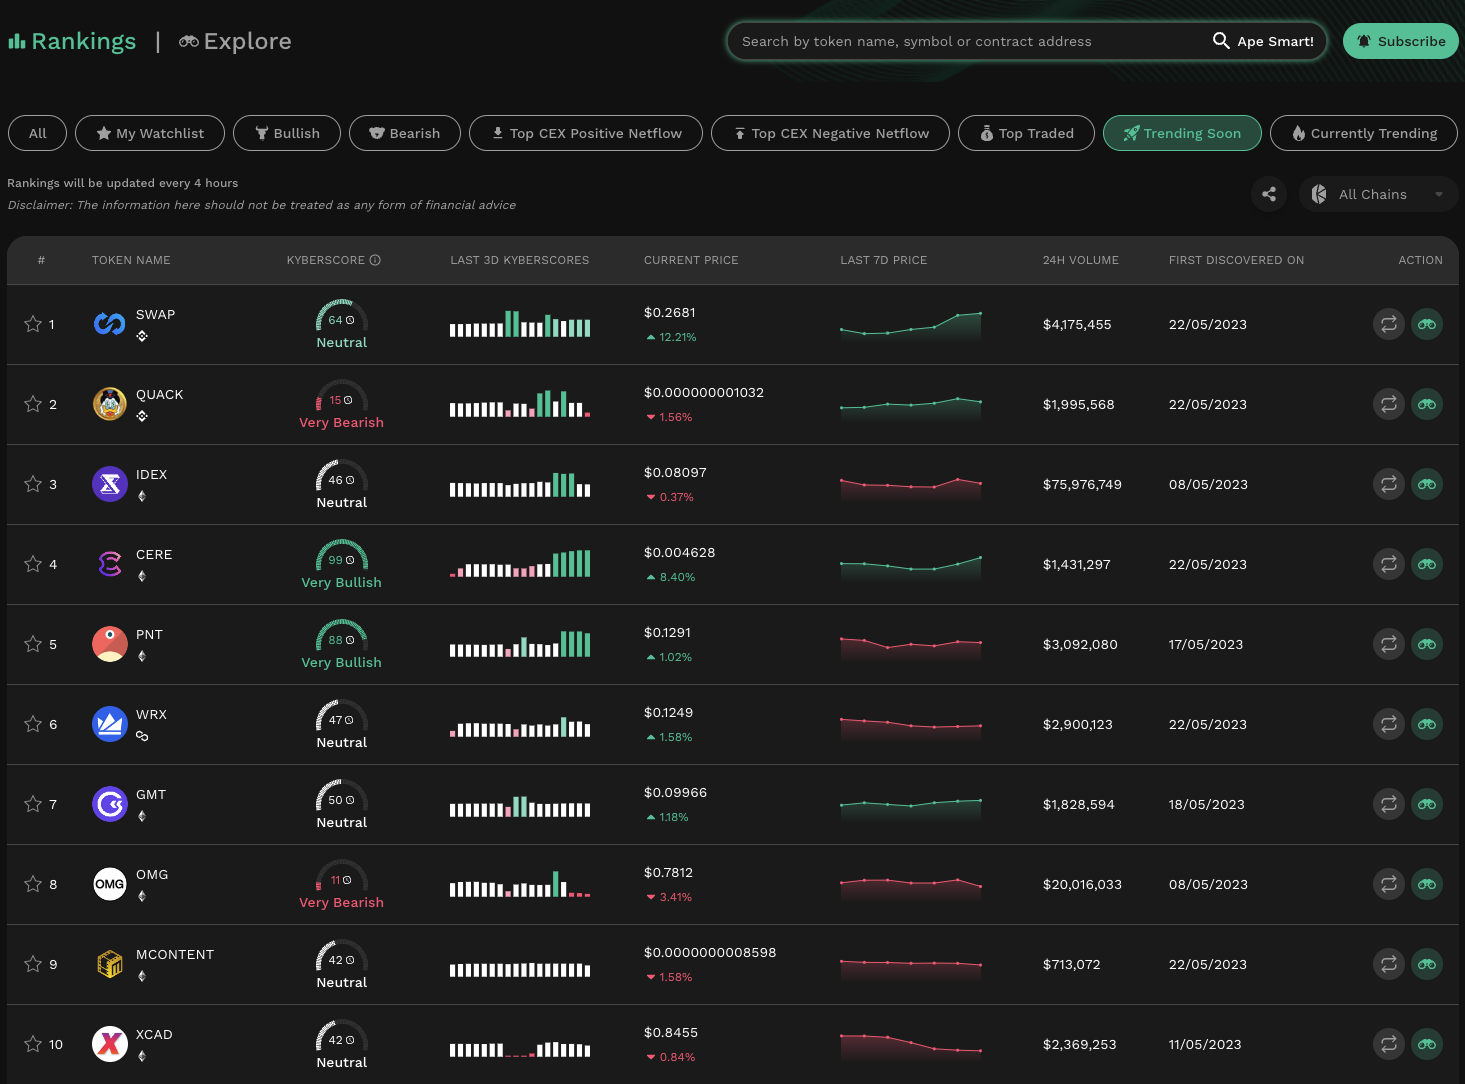 Rankings | Explore
Search by token name, symbol or contract address Ape Smart! Subscribe
All My Watchlist Bullish Bearish Top CEX Positive Netflow Top CEX Negative Netflow Top Traded Trending Soon Currently Trending
Rankings will be updated every 4 hours
Disclaimer: The information here should not be treated as any form of financial advice
All Chains
# TOKEN NAME KYBERSCORE LAST 3D KYBERSCORES CURRENT PRICE LAST 7D PRICE 24H VOLUME FIRST DISCOVERED ON ACTION
1 SWAP 64 Neutral $0.2681 12.21% $4,175,455 22/05/2023
2 QUACK 15 Very Bearish $0.000000001032 1.56% $1,995,568 22/05/2023
3 IDEX 46 Neutral $0.08097 0.37% $75,976,749 08/05/2023
4 CERE 99 Very Bullish $0.004628 8.40% $1,431,297 22/05/2023
5 PNT 88 Very Bullish $0.1291 1.02% $3,092,080 17/05/2023
6 WRX 47 Neutral $0.1249 1.58% $2,900,123 22/05/2023
7 GMT 50 Neutral $0.09966 1.18% $1,828,594 18/05/2023
8 OMG OMG 11 Very Bearish $0.7812 3.41% $20,016,033 08/05/2023
9 MCONTENT 42 Neutral $0.0000000008598 1.58% $713,072 22/05/2023
10 XCAD 42 Neutral $0.8455 0.84% $2,369,253 11/05/2023